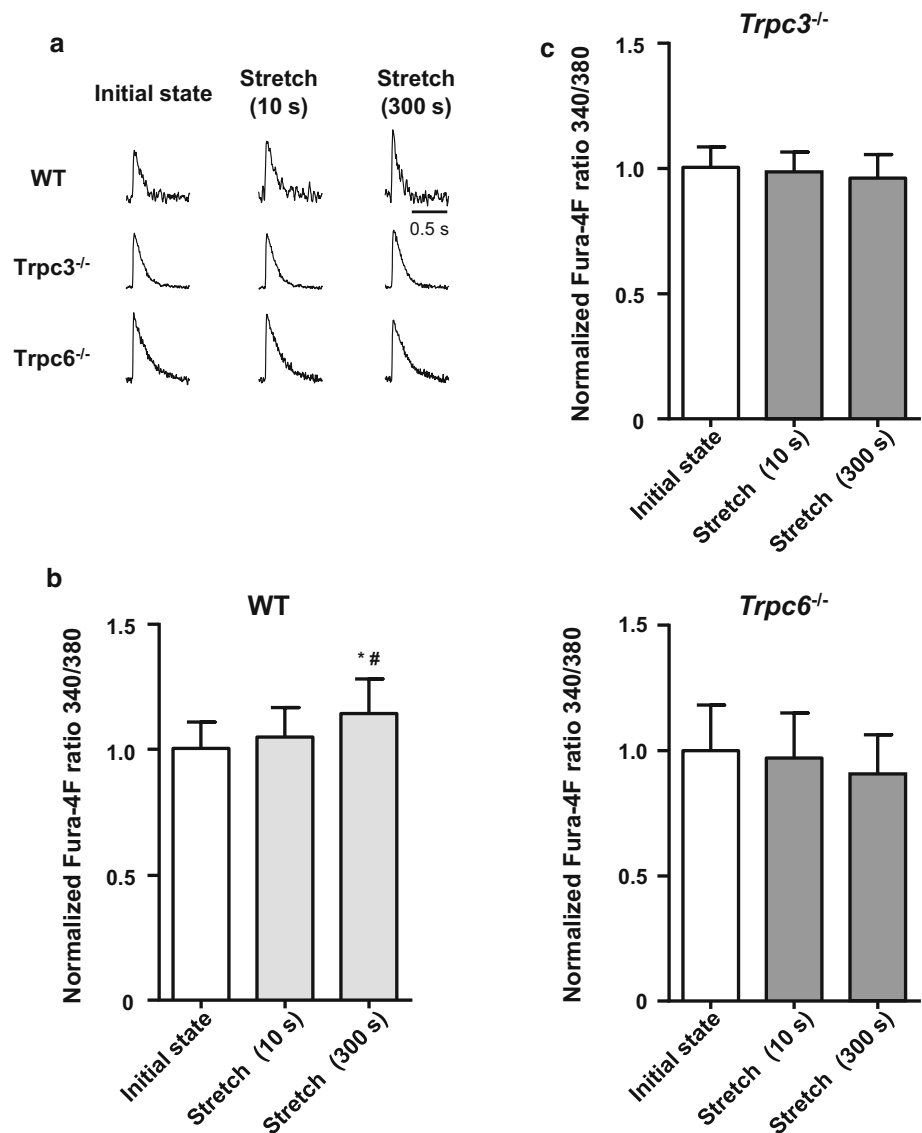 a
Initial state
Stretch
(10 s)
Stretch
(300 s)
WT
0.5 s
Trpc3-/-
Trpc6-/-
b
WT
Normalized Fura-4F ratio 340/380
1.5
* #
1.0
0.5
0
Initial state
Stretch (10 s)
Stretch (300 s)
c
Trpc3-/-
Normalized Fura-4F ratio 340/380
1.5
1.0
0.5
0
Initial state
Stretch (10 s)
Stretch (300 s)
Trpc6-/-
Normalized Fura-4F ratio 340/380
1.5
1.0
0.5
0
Initial state
Stretch (10 s)
Stretch (300 s)